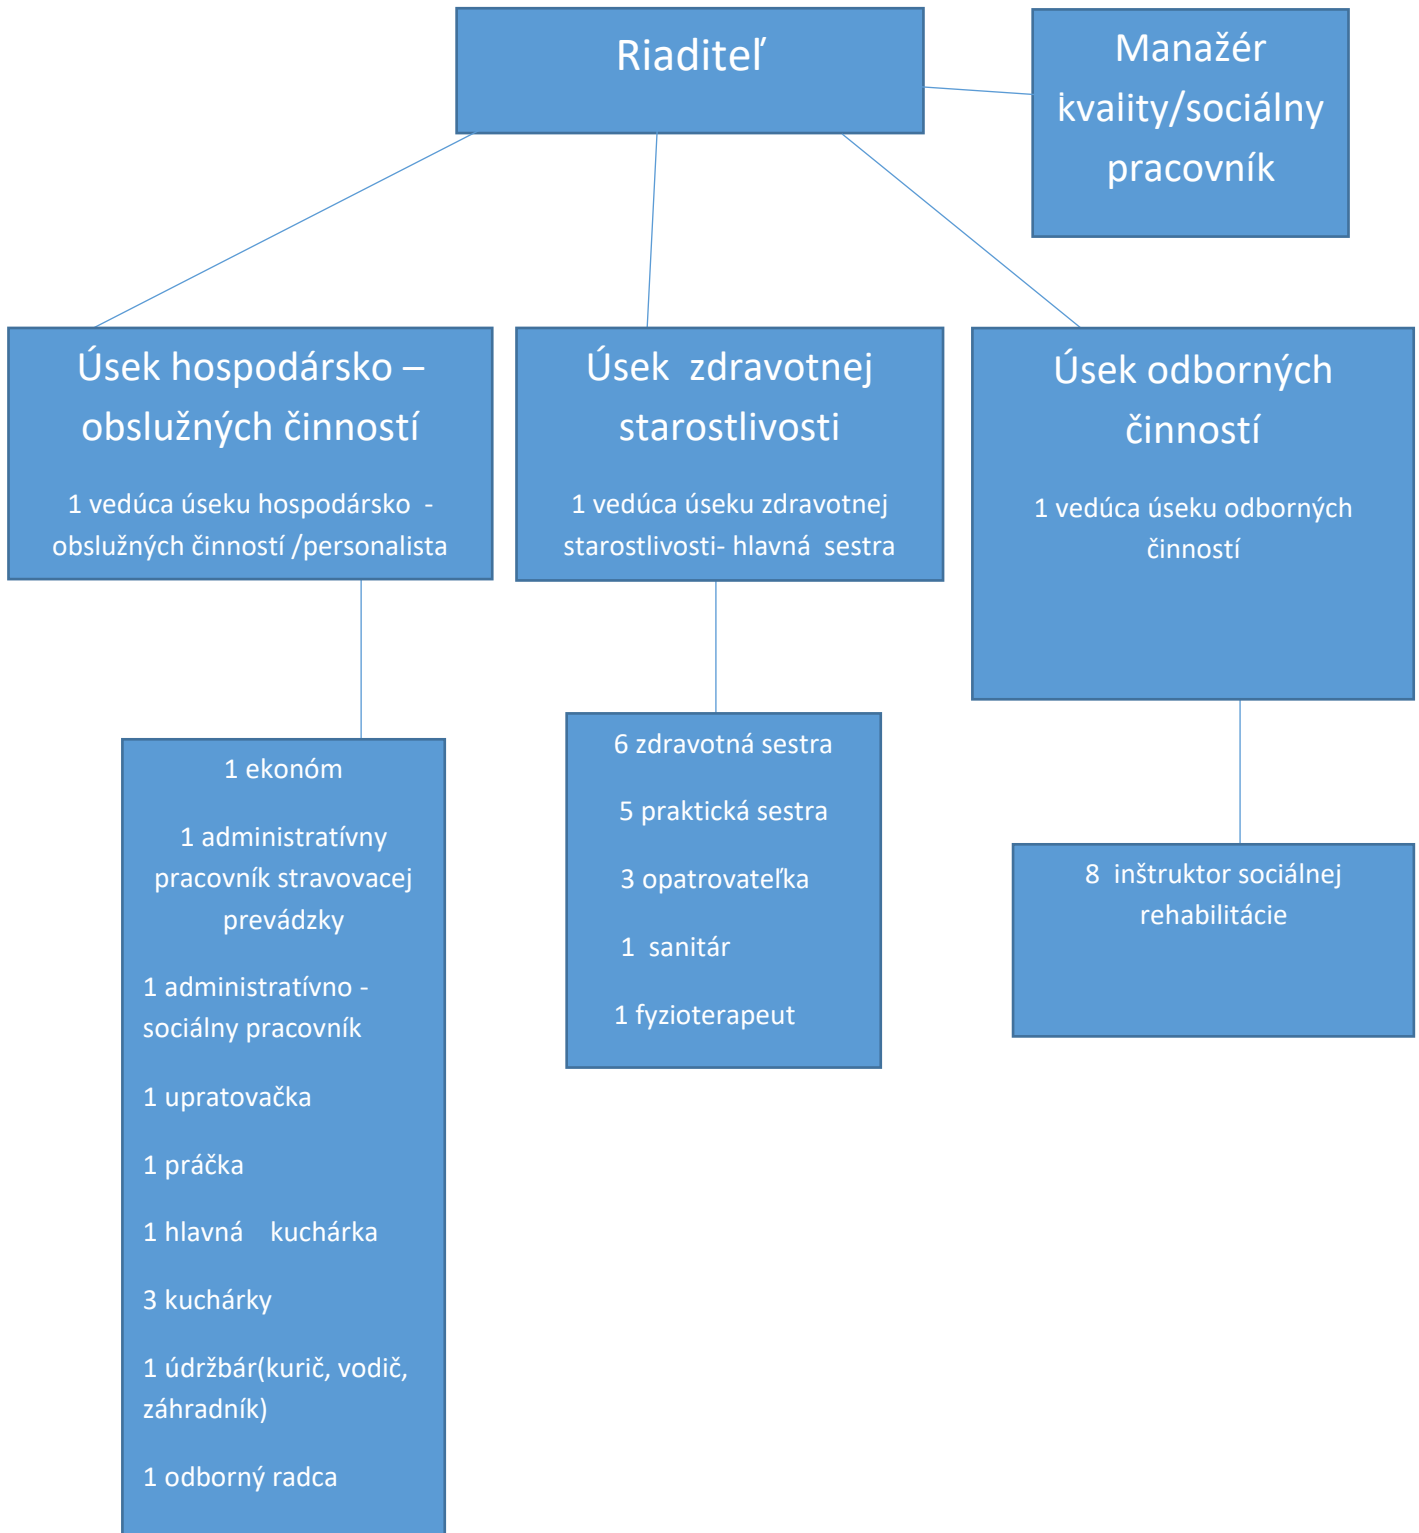 Riaditeľ
Manažér
kvality/sociálny
pracovník
Úsek hospodársko –
obslužných činností
1 vedúca úseku hospodársko  -
obslužných činností /personalista
Úsek  zdravotnej
starostlivosti
1 vedúca úseku zdravotnej
starostlivosti- hlavná  sestra
Úsek odborných
činností
1 vedúca úseku odborných
činností
1 ekonóm
1 administratívny
pracovník stravovacej
prevádzky
1 administratívno -
sociálny pracovník
1 upratovačka
1 práčka
1 hlavná    kuchárka
3 kuchárky
1 údržbár(kurič, vodič,
záhradník)
1 odborný radca
6 zdravotná sestra
5 praktická sestra
3 opatrovateľka
1  sanitár
1 fyzioterapeut
8  inštruktor sociálnej
rehabilitácie